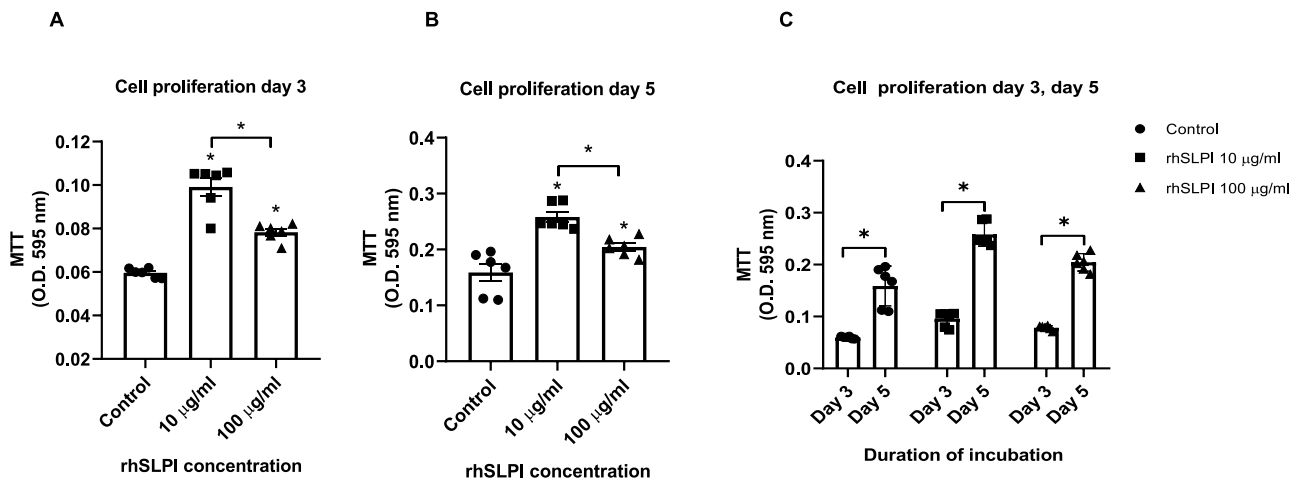 A
Cell proliferation day 3
MTT
(O.D. 595 nm)
0.12
0.10
0.08
0.06
0.04
0.02
*
*
*
Control
10 μg/ml
100 μg/ml
rhSLPI concentration
B
Cell proliferation day 5
MTT
(O.D. 595 nm)
0.4
0.3
0.2
0.1
0.0
*
*
*
Control
10 μg/ml
100 μg/ml
rhSLPI concentration
C
Cell proliferation day 3, day 5
MTT
(O.D. 595 nm)
0.4
0.3
0.2
0.1
0.0
*
*
*
Day 3
Day 5
Day 3
Day 5
Day 3
Day 5
Duration of incubation
Control
rhSLPI 10 μg/ml
rhSLPI 100 μg/ml